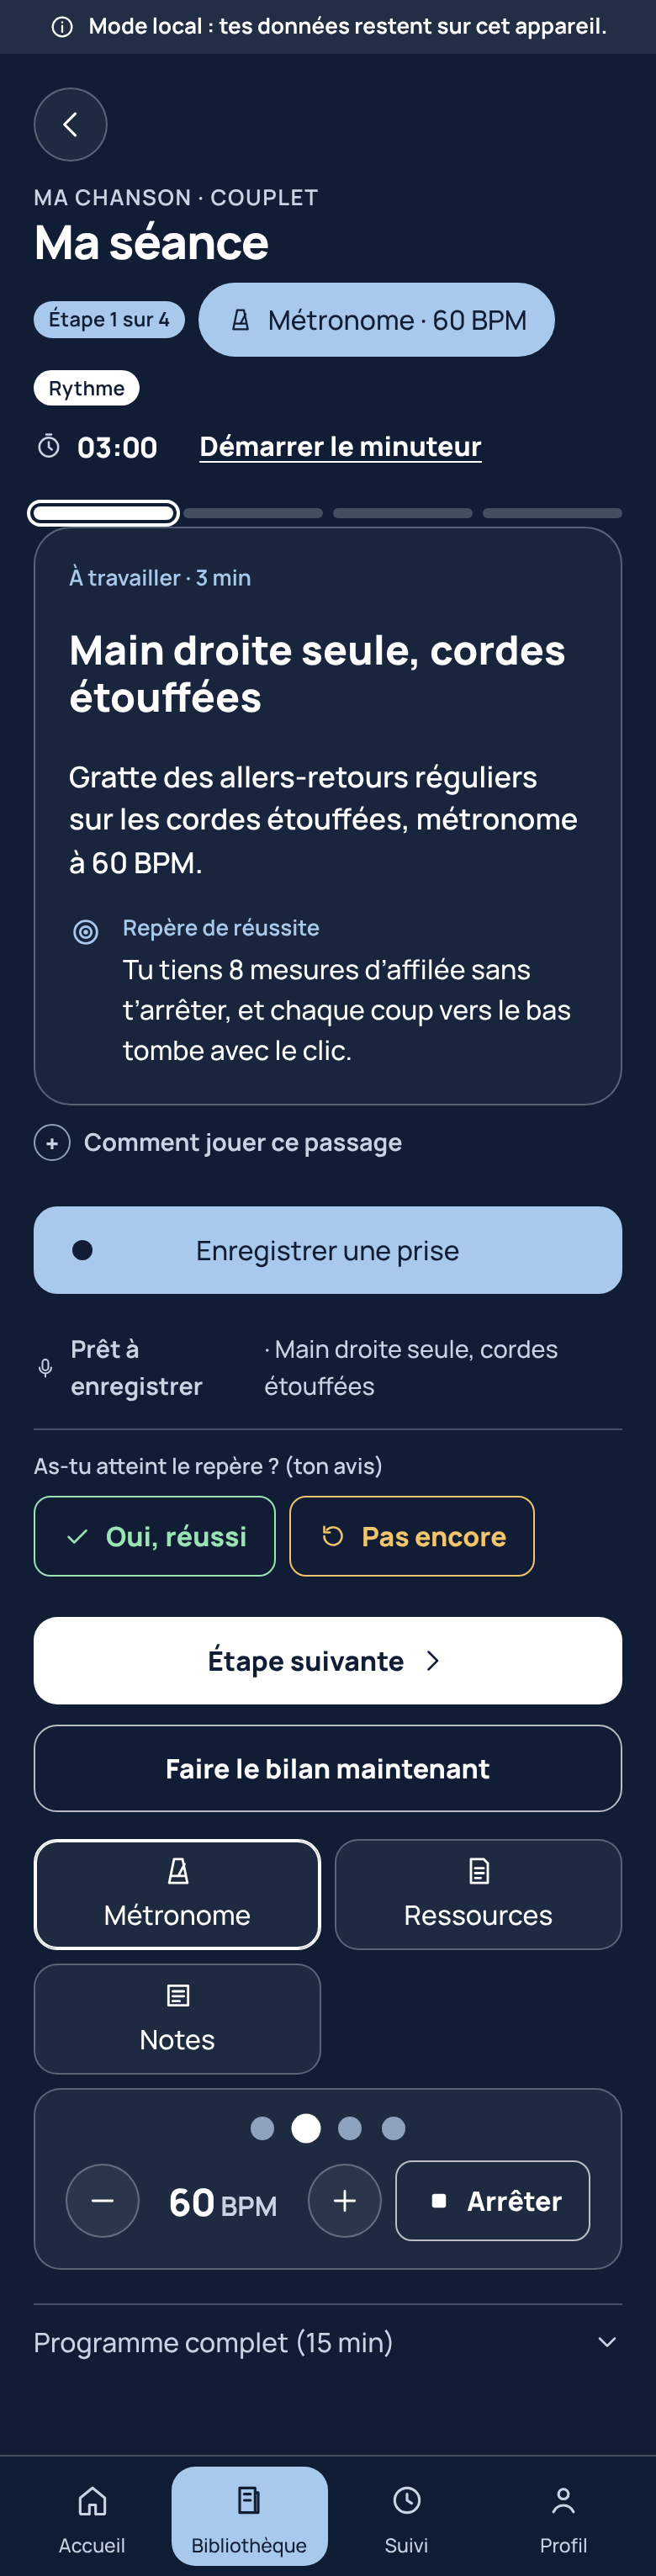 Mode local : tes données restent sur cet appareil.
MA CHANSON · COUPLET
Ma séance
Étape 1 sur 4
Métronome · 60 BPM
Rythme
03:00
Démarrer le minuteur
À travailler · 3 min
Main droite seule, cordes
étouffées
Gratte des allers-retours réguliers
sur les cordes étouffées, métronome
à 60 BPM.
Repère de réussite
Tu tiens 8 mesures d’affilée sans
t’arrêter, et chaque coup vers le bas
tombe avec le clic.
Comment jouer ce passage
Enregistrer une prise
Prêt à
enregistrer
· Main droite seule, cordes
étouffées
As-tu atteint le repère ? (ton avis)
Oui, réussi
Pas encore
Étape suivante
Faire le bilan maintenant
Métronome
Ressources
Notes
60 BPM
Arrêter
Programme complet (15 min)
Accueil
Bibliothèque
Suivi
Profil